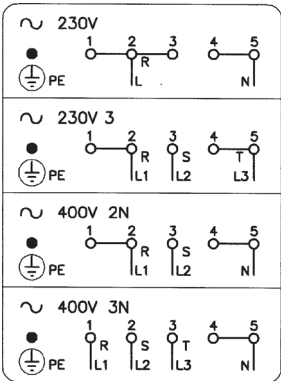 ∿ 230V
1 2 3 4 5
R
PE L N
∿ 230V 3
1 2 3 4 5
R S T
PE L1 L2 L3
∿ 400V 2N
1 2 3 4 5
R S
PE L1 L2 N
∿ 400V 3N
1 2 3 4 5
R S T
PE L1 L2 L3 N